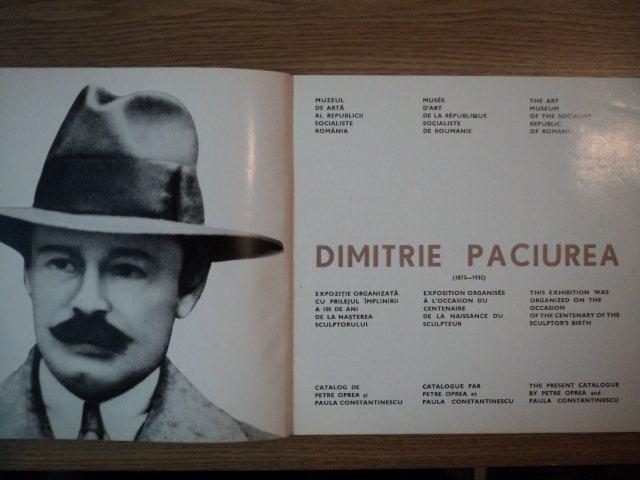 MUZEUL
DE ARTĂ
AL REPUBLICII
SOCIALISTE
ROMÂNIA
MUSÉE
D'ART
DE LA RÉPUBLIQUE
SOCIALISTE
DE ROUMANIE
THE ART
MUSEUM
OF THE SOCIALIST
REPUBLIC
OF ROMANI
DIMITRIE PACIUREA
(1873—1932)
EXPOZIȚIE ORGANIZATĂ
CU PRILEJUL ÎMPLINIRII
A 100 DE ANI
DE LA NAȘTEREA
SCULPTORULUI
EXPOSITION ORGANISÉE
À L'OCCASION DU
CENTENAIRE
DE LA NAISSANCE DU
SCULPTEUR
THIS EXHIBITION WAS
ORGANIZED ON THE
OCCASION
OF THE CENTENARY OF THE
SCULPTOR'S BIRTH
CATALOG DE
PETRE OPREA și
PAULA CONSTANTINESCU
CATALOGUE PAR
PETRE OPREA et
PAULA CONSTANTINESCU
THE PRESENT CATALOGUE
BY PETRE OPREA and
PAULA CONSTANTINESCU